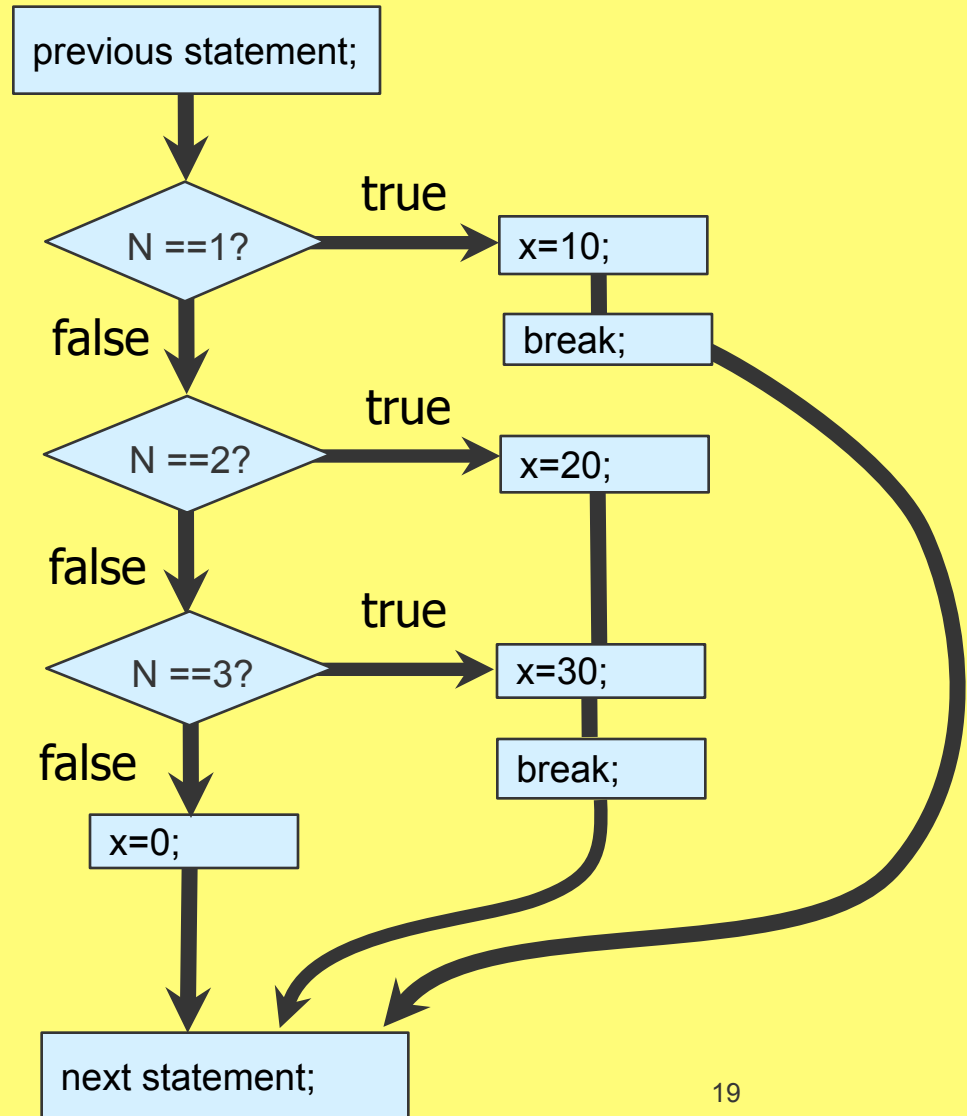 previous statement;
true
N ==1?
x=10;
false
break;
true
N ==2?
x=20;
false
true
N ==3?
x=30;
false
break;
x=0;
next statement;
19